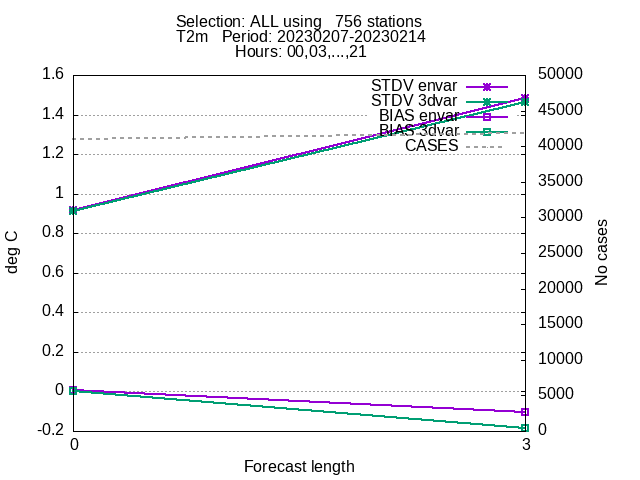 Selection: ALL using   756 stations
T2m   Period: 20230207-20230214
Hours: 00,03,...,21
1.6
1.4
1.2
1
0.8
0.6
0.4
0.2
0
-0.2
50000
45000
40000
35000
30000
25000
20000
15000
10000
5000
0
STDV envar
STDV 3dvar
BIAS envar
BIAS 3dvar
CASES
deg C
No cases
0
3
Forecast length